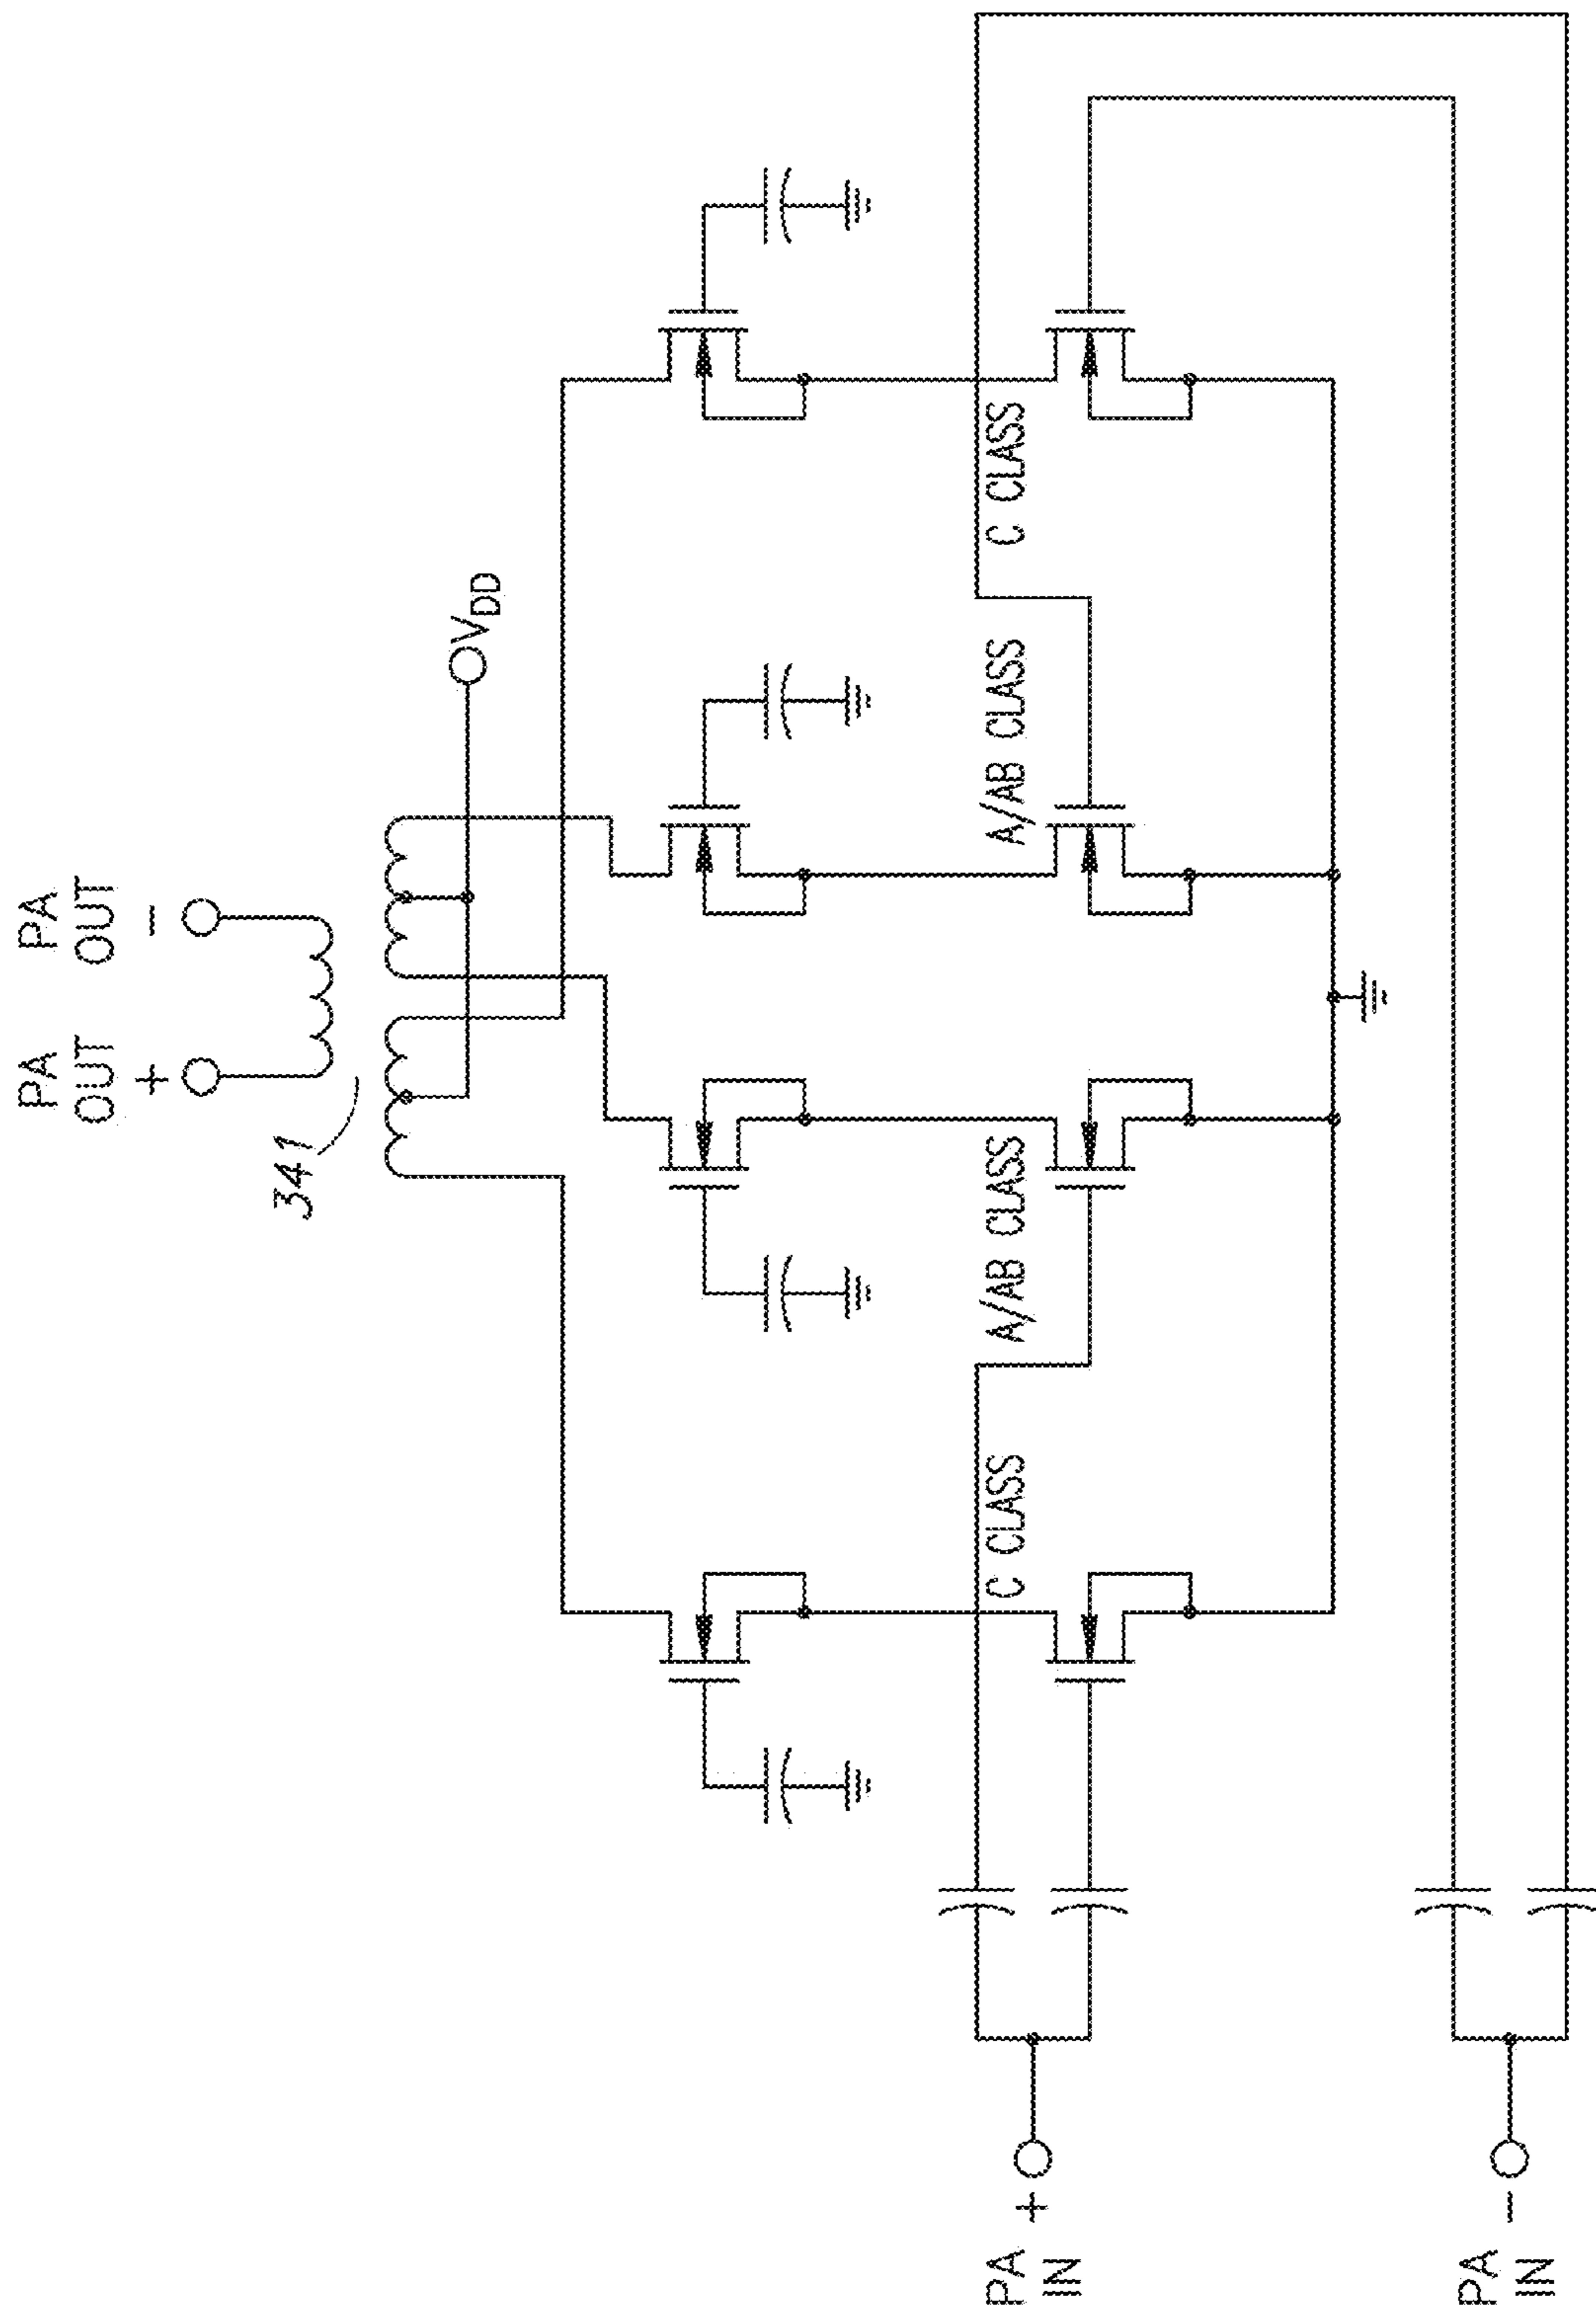 PA
OUT
+
PA
OUT
−
341
VDD
C CLASS
A/AB CLASS
A/AB CLASS
C CLASS
PA
IN
+
PA
IN
−